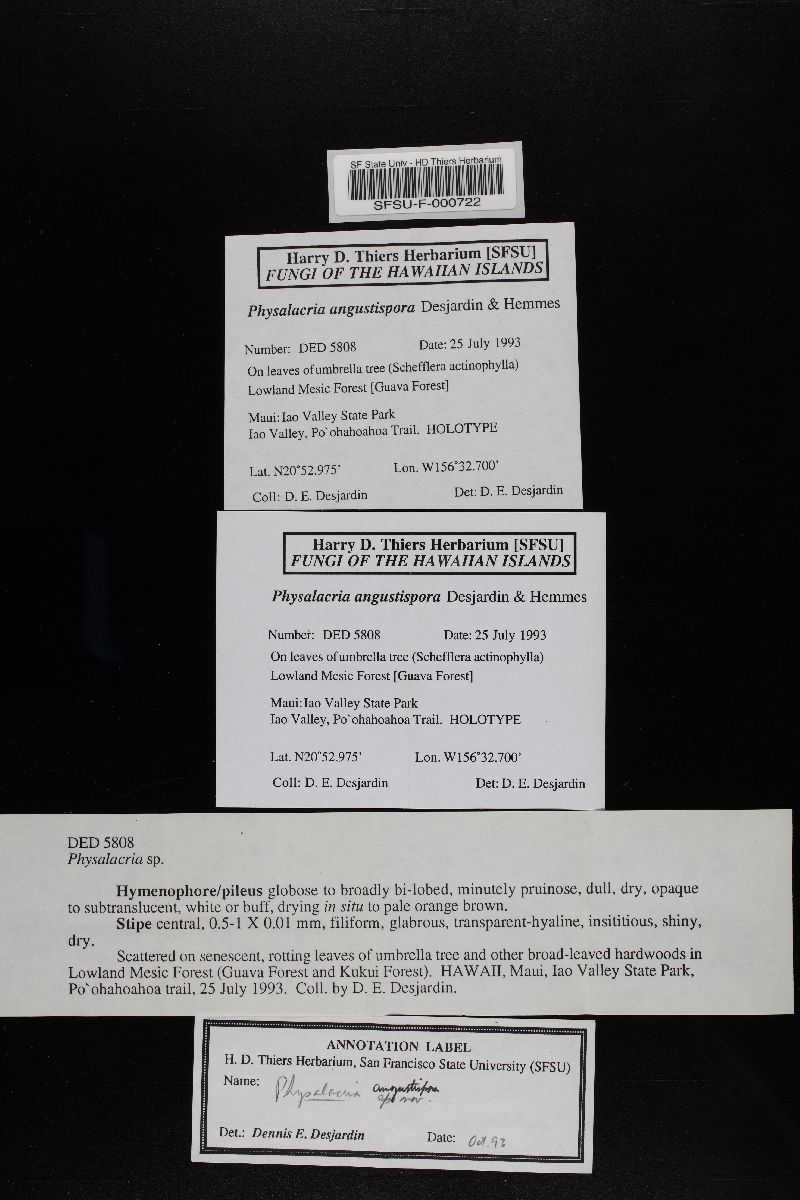 SF State Univ - HD Thiers Herbarium
SFSU-F-000722
Harry D. Thiers Herbarium [SFSU]
FUNGI OF THE HAWAIIAN ISLANDS
Physalacria angustispora Desjardin & Hemmes
Number: DED 5808 Date: 25 July 1993
On leaves of umbrella tree (Schefflera actinophylla)
Lowland Mesic Forest [Guava Forest]
Maui: Iao Valley State Park
Iao Valley, Po`ohahoahoa Trail. HOLOTYPE
Lat. N20°52.975' Lon. W156°32.700'
Coll: D. E. Desjardin Det: D. E. Desjardin
Harry D. Thiers Herbarium [SFSU]
FUNGI OF THE HAWAIIAN ISLANDS
Physalacria angustispora Desjardin & Hemmes
Number: DED 5808 Date: 25 July 1993
On leaves of umbrella tree (Schefflera actinophylla)
Lowland Mesic Forest [Guava Forest]
Maui: Iao Valley State Park
Iao Valley, Po`ohahoahoa Trail. HOLOTYPE
Lat. N20°52.975' Lon. W156°32.700'
Coll: D. E. Desjardin Det: D. E. Desjardin
DED 5808
Physalacria sp.
Hymenophore/pileus globose to broadly bi-lobed, minutely pruinose, dull, dry, opaque
to subtranslucent, white or buff, drying in situ to pale orange brown.
Stipe central, 0.5-1 X 0.01 mm, filiform, glabrous, transparent-hyaline, insititious, shiny,
dry.
Scattered on senescent, rotting leaves of umbrella tree and other broad-leaved hardwoods in
Lowland Mesic Forest (Guava Forest and Kukui Forest). HAWAII, Maui, Iao Valley State Park,
Po`ohahoahoa trail, 25 July 1993. Coll. by D. E. Desjardin.
ANNOTATION LABEL
H. D. Thiers Herbarium, San Francisco State University (SFSU)
Name: Physalacria angustispora
sp. nov.
Det.: Dennis E. Desjardin Date: Oct. 93